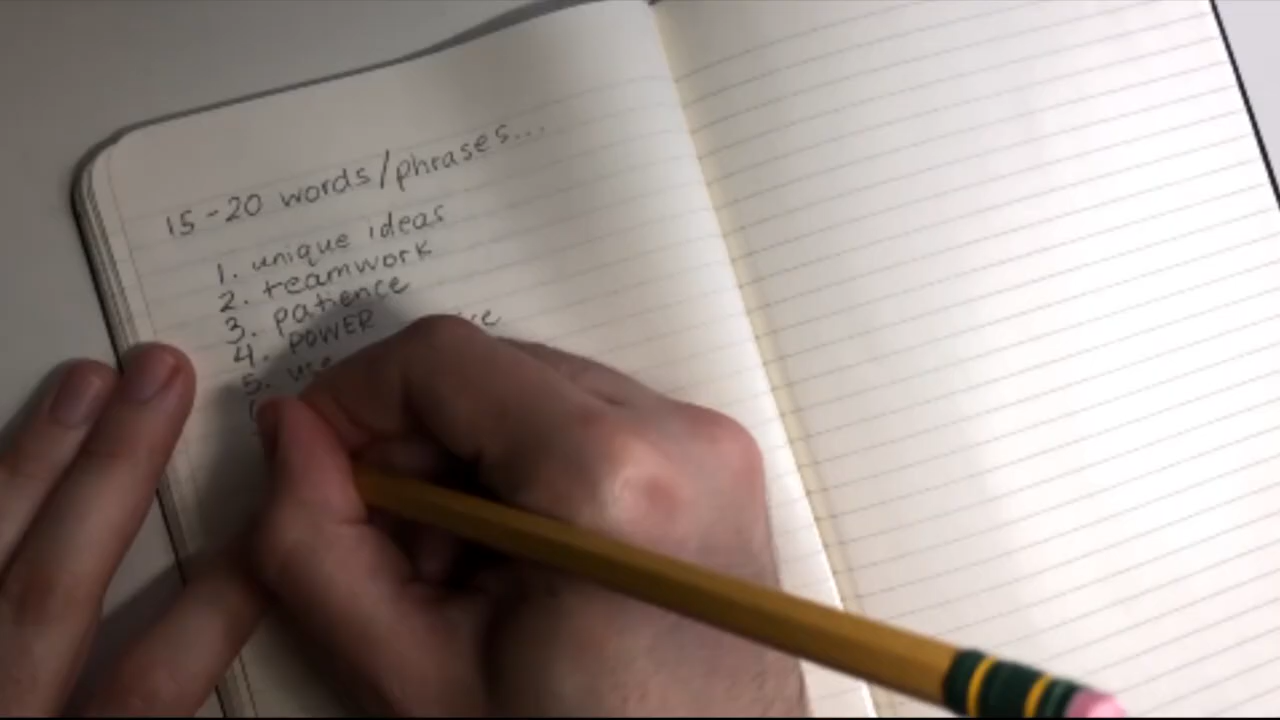 15-20 words/phrases...
1. unique ideas
2. teamwork
3. patience
4. POWER
5.